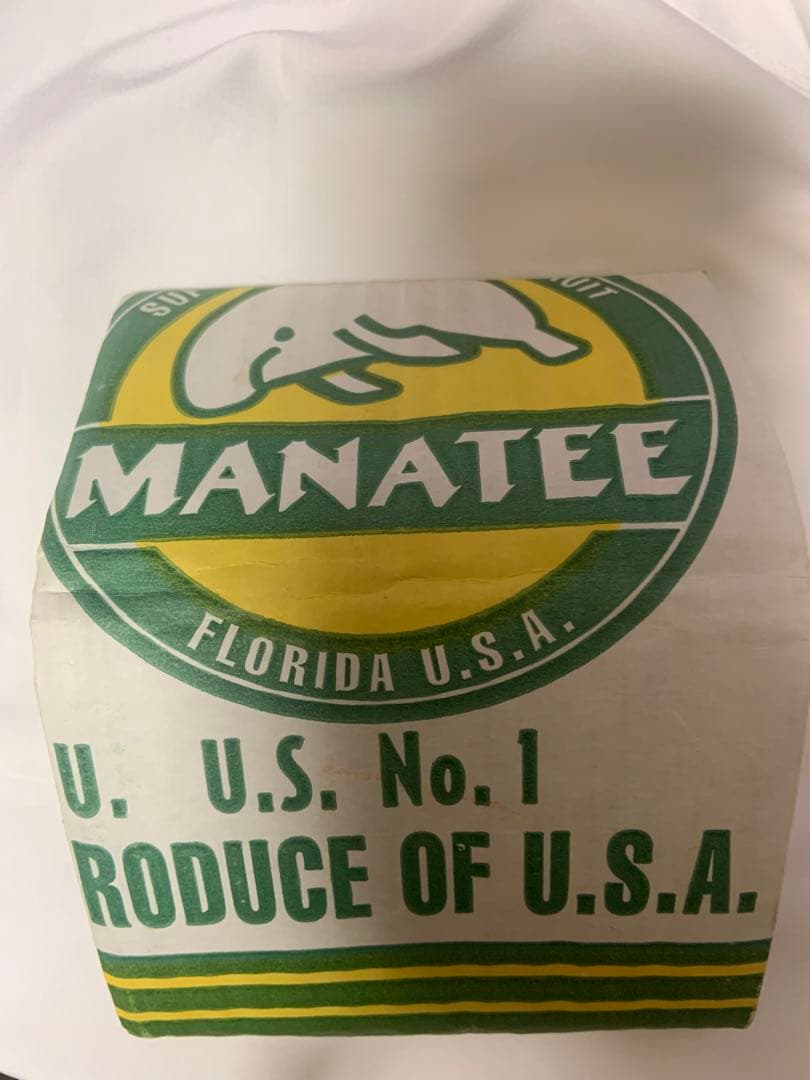 MANATEE
FLORIDA U.S.A.
U. U.S. No. 1
RODUCE OF U.S.A.